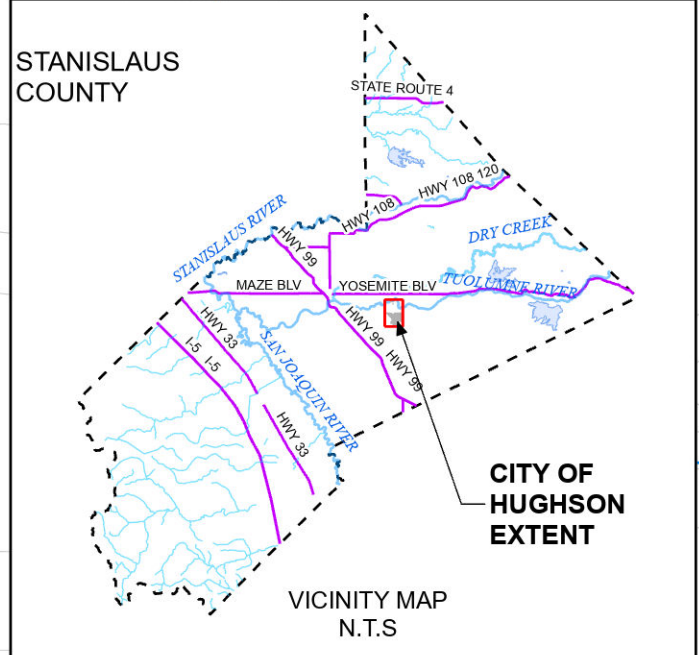 STANISLAUS
COUNTY
STATE ROUTE 4
HWY 108 120
HWY 108
STANISLAUS RIVER
HWY 99
DRY CREEK
MAZE BLV
YOSEMITE BLV
TUOLUMNE RIVER
HWY 33
HWY 99
HWY 99
I-5
I-5
SAN JOAQUIN RIVER
HWY 33
CITY OF
HUGHSON
EXTENT
VICINITY MAP
N.T.S